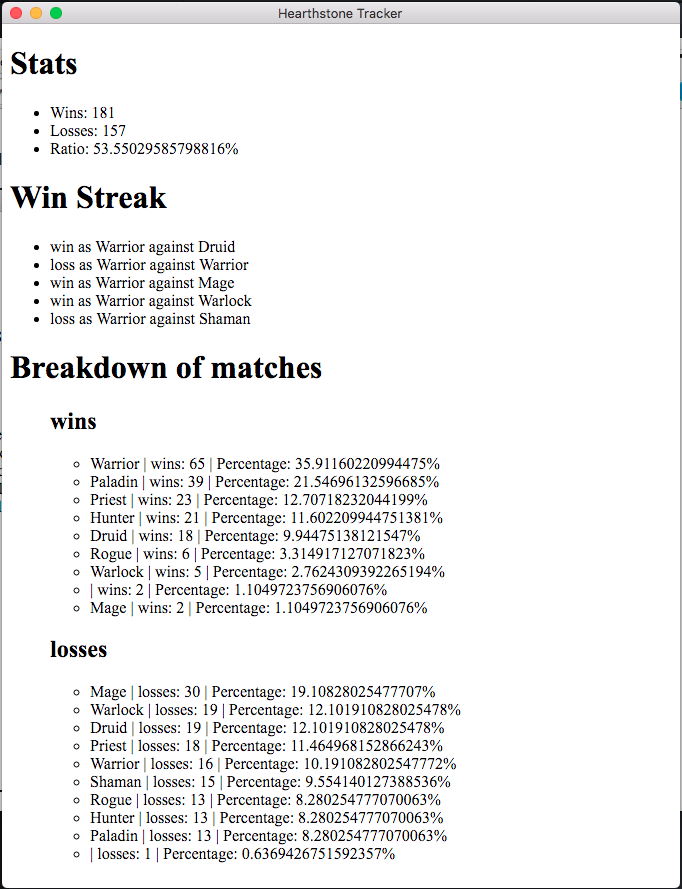 Hearthstone Tracker
Stats
Wins: 181
Losses: 157
Ratio: 53.55029585798816%
Win Streak
win as Warrior against Druid
loss as Warrior against Warrior
win as Warrior against Mage
win as Warrior against Warlock
loss as Warrior against Shaman
Breakdown of matches
wins
Warrior | wins: 65 | Percentage: 35.91160220994475%
Paladin | wins: 39 | Percentage: 21.54696132596685%
Priest | wins: 23 | Percentage: 12.70718232044199%
Hunter | wins: 21 | Percentage: 11.602209944751381%
Druid | wins: 18 | Percentage: 9.94475138121547%
Rogue | wins: 6 | Percentage: 3.314917127071823%
Warlock | wins: 5 | Percentage: 2.7624309392265194%
| wins: 2 | Percentage: 1.1049723756906076%
Mage | wins: 2 | Percentage: 1.1049723756906076%
losses
Mage | losses: 30 | Percentage: 19.10828025477707%
Warlock | losses: 19 | Percentage: 12.101910828025478%
Druid | losses: 19 | Percentage: 12.101910828025478%
Priest | losses: 18 | Percentage: 11.464968152866243%
Warrior | losses: 16 | Percentage: 10.191082802547772%
Shaman | losses: 15 | Percentage: 9.554140127388536%
Rogue | losses: 13 | Percentage: 8.280254777070063%
Hunter | losses: 13 | Percentage: 8.280254777070063%
Paladin | losses: 13 | Percentage: 8.280254777070063%
| losses: 1 | Percentage: 0.6369426751592357%